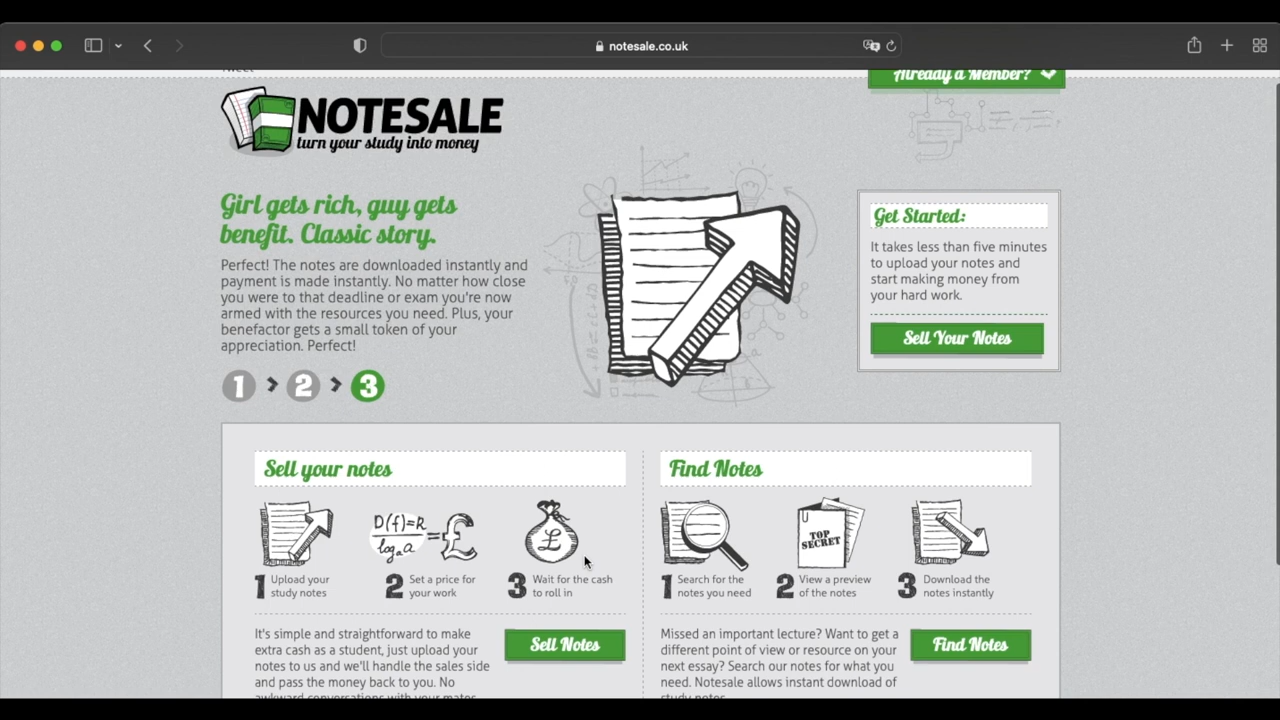 notesale.co.uk
Tweet
Already a Member?
NOTESALE
turn your study into money
Girl gets rich, guy gets
benefit. Classic story.
Perfect! The notes are downloaded instantly and
payment is made instantly. No matter how close
you were to that deadline or exam you're now
armed with the resources you need. Plus, your
benefactor gets a small token of your
appreciation. Perfect!
1 > 2 > 3
Get Started:
It takes less than five minutes
to upload your notes and
start making money from
your hard work.
Sell Your Notes
Sell your notes
D(f)=R
logₐa
= £
£
1 Upload your
study notes
2 Set a price for
your work
3 Wait for the cash
to roll in
It's simple and straightforward to make
extra cash as a student, just upload your
notes to us and we'll handle the sales side
and pass the money back to you. No
awkward conversations with your mates
Sell Notes
Find Notes
TOP
SECRET
1 Search for the
notes you need
2 View a preview
of the notes
3 Download the
notes instantly
Missed an important lecture? Want to get a
different point of view or resource on your
next essay? Search our notes for what you
need. Notesale allows instant download of
study notes
Find Notes